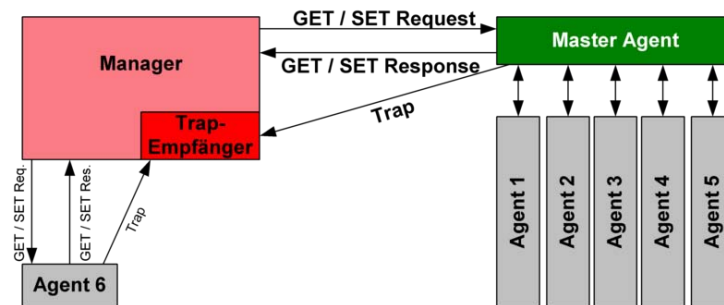 GET / SET Request
Manager
Master Agent
GET / SET Response
Trap
Trap-
Empfänger
GET / SET Req.
GET / SET Res.
Trap
Agent 1
Agent 2
Agent 3
Agent 4
Agent 5
Agent 6